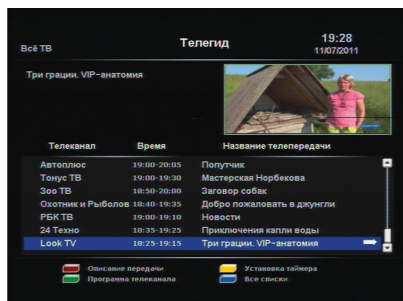 Всё ТВ
Телегид
19:28
11/07/2011
Три грации. VIP-анатомия
Телеканал Время Название телепередачи
Автоплюс 19:00-20:05 Попутчик
Тонус ТВ 19:00-19:30 Мастерская Норбекова
Зоо ТВ 18:50-20:00 Заговор собак
Охотник и Рыболов 18:40-19:35 Добро пожаловать в джунгли
РБК ТВ 19:00-19:10 Новости
24 Техно 18:35-19:25 Приключения капли воды
Look TV 18:25-19:15 Три грации. VIP-анатомия
Описание передачи Установка таймера
Программа телеканала Все списки